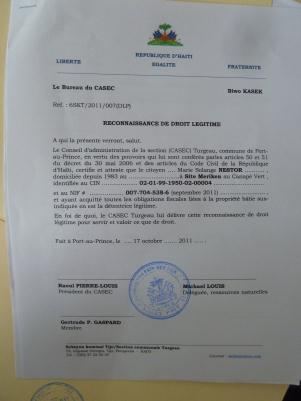 REPUBLIQUE D'HAITI
LIBERTE EGALITE FRATERNITE
Le Bureau du CASEC
Biwo KASEK
Réf. : 6SKT/2011/007(DLP)
RECONNAISSANCE DE DROIT LEGITIME
A qui la présente verront, salut.
Le Conseil d'administration de la section (CASEC) Turgeau, commune de Port-
au-Prince, en vertu des pouvoirs qui lui sont conférés par les articles 50 et 51
du décret du 30 mai 2006 et des articles du Code Civil de la République
d'Haïti, certifie et atteste que le citoyen .... Marie Solange NESTOR
domiciliée depuis 1983 au ............ à Site Meriken au Canapé Vert ,
identifiée au CIN ............ 02-01-99-1950-02-00004
et au NIF # ............ 007-704-538-6 (septembre 2011)
et ayant acquitté toutes les obligations fiscales liées à la propriété bâtie sus-
indiquée en est la détentrice légitime.
En foi de quoi, le CASEC Turgeau lui délivre cette reconnaissance de droit
légitime pour servir et valoir ce que de droit.
Fait à Port-au-Prince, le .... 17 octobre .... 2011 ....
Raoul PIERRE-LOUIS
Président du CASEC
Mickael LOUIS
Déléguée, ressources naturelles
Gertrude P. GASPARD
Membre